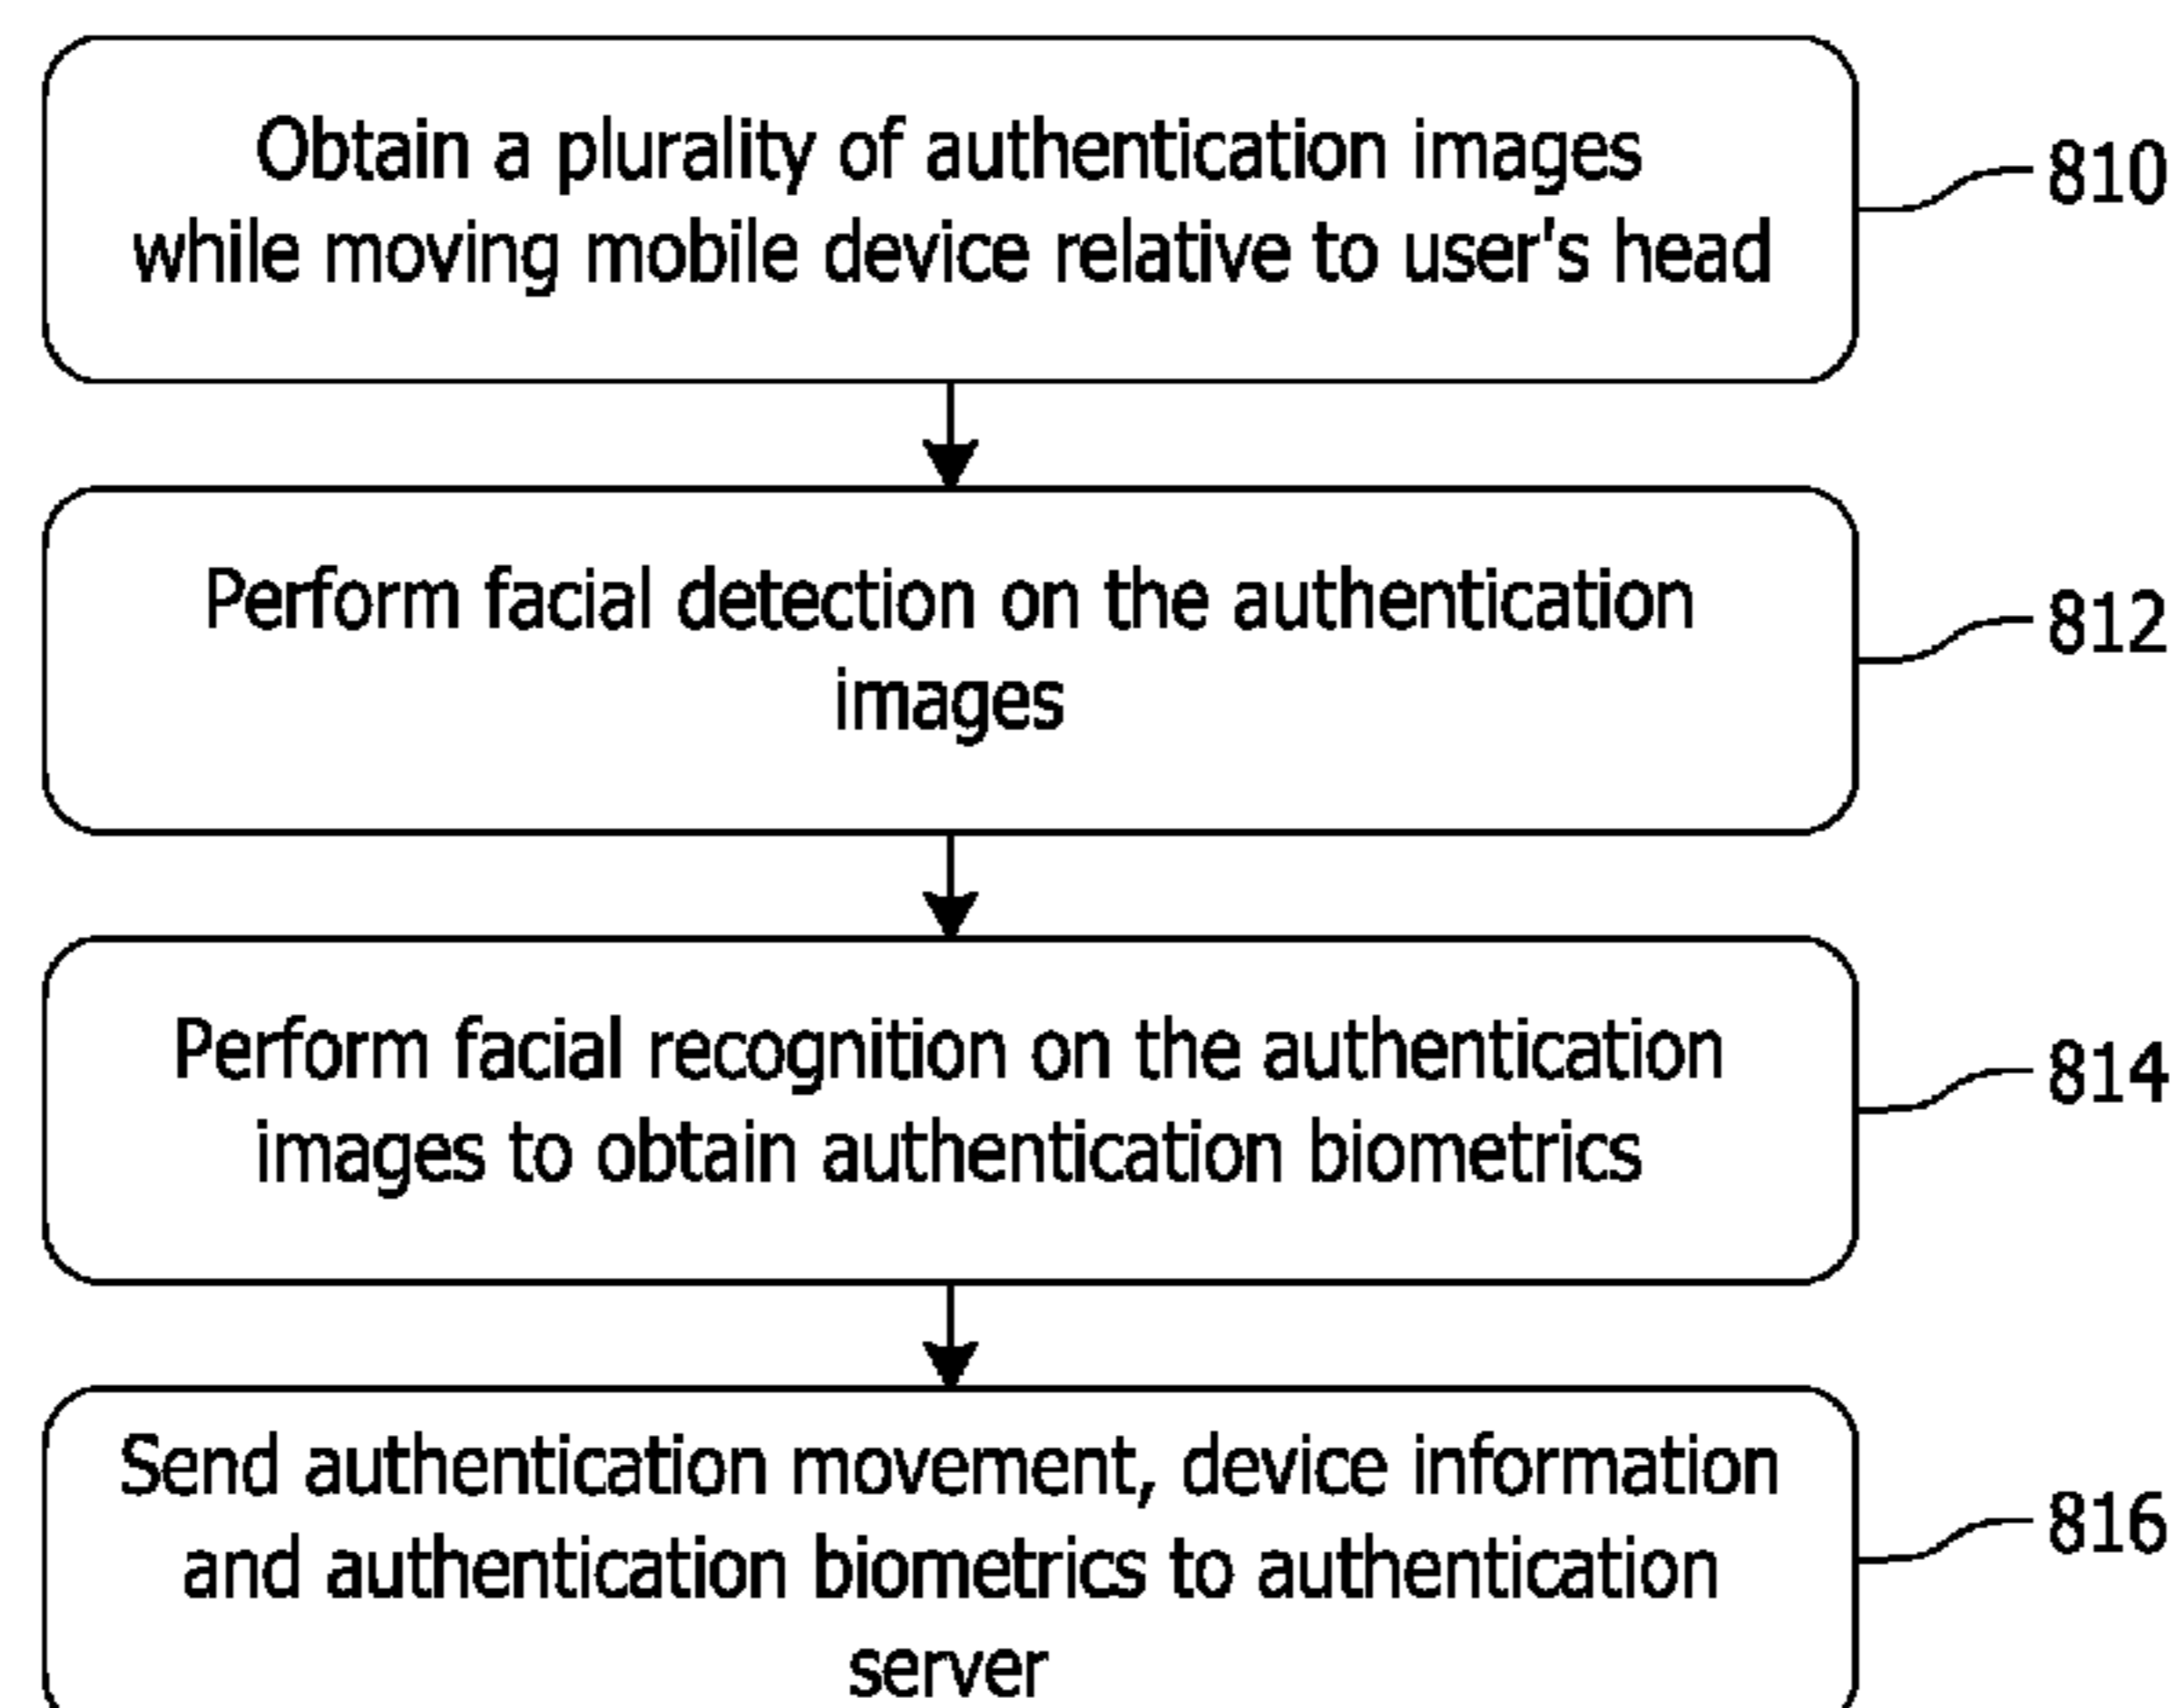 Obtain a plurality of authentication images
while moving mobile device relative to user's head
810
Perform facial detection on the authentication
images
812
Perform facial recognition on the authentication
images to obtain authentication biometrics
814
Send authentication movement, device information
and authentication biometrics to authentication
server
816